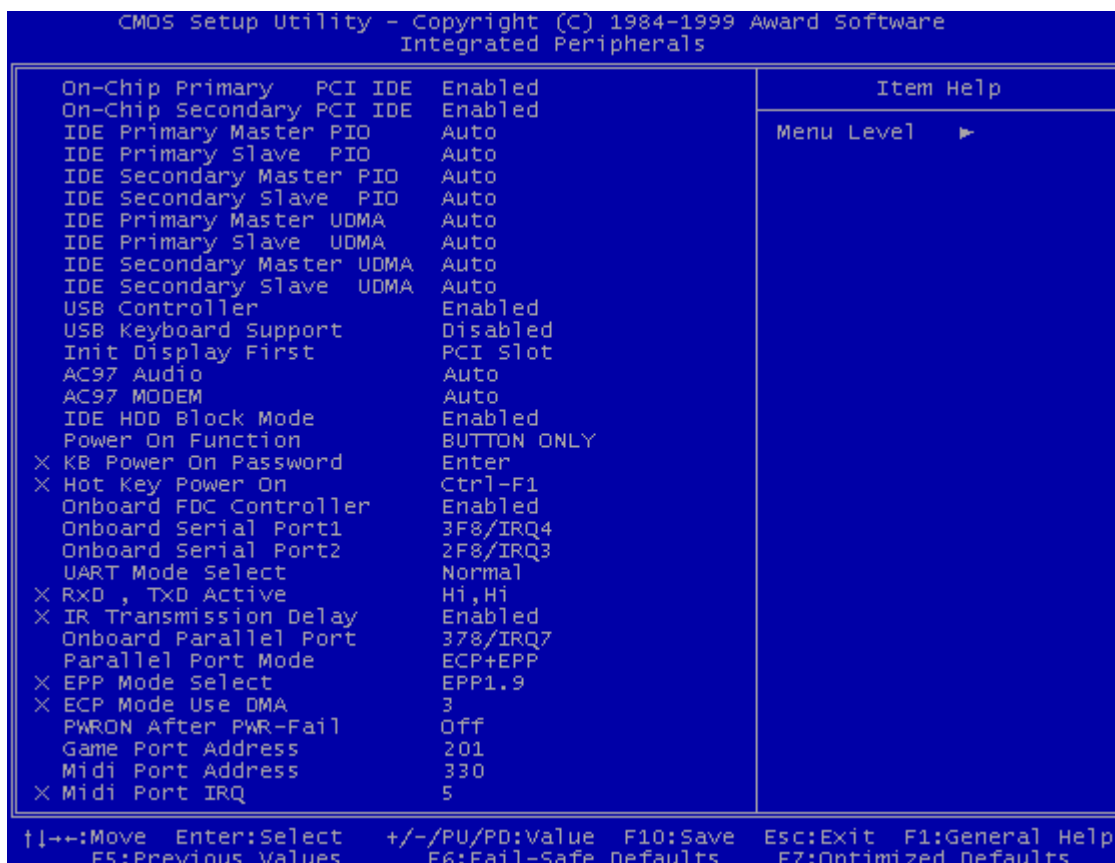 CMOS Setup Utility - Copyright (C) 1984-1999 Award Software
Integrated Peripherals
On-Chip Primary   PCI IDE  Enabled
On-Chip Secondary PCI IDE  Enabled
IDE Primary Master PIO  Auto
IDE Primary Slave  PIO  Auto
IDE Secondary Master PIO  Auto
IDE Secondary Slave  PIO  Auto
IDE Primary Master UDMA  Auto
IDE Primary Slave  UDMA  Auto
IDE Secondary Master UDMA  Auto
IDE Secondary Slave  UDMA  Auto
USB Controller  Enabled
USB Keyboard Support  Disabled
Init Display First  PCI Slot
AC97 Audio  Auto
AC97 MODEM  Auto
IDE HDD Block Mode  Enabled
Power On Function  BUTTON ONLY
X KB Power On Password  Enter
X Hot Key Power On  Ctrl-F1
Onboard FDC Controller  Enabled
Onboard Serial Port1  3F8/IRQ4
Onboard Serial Port2  2F8/IRQ3
UART Mode Select  Normal
X RxD , TxD Active  Hi,Hi
X IR Transmission Delay  Enabled
Onboard Parallel Port  378/IRQ7
Parallel Port Mode  ECP+EPP
X EPP Mode Select  EPP1.9
X ECP Mode Use DMA  3
PWRON After PWR-Fail  Off
Game Port Address  201
Midi Port Address  330
X Midi Port IRQ  5
Item Help
Menu Level  ►
↑↓→←:Move  Enter:Select  +/-/PU/PD:Value  F10:Save  Esc:Exit  F1:General Help
F5:Previous Values  F6:Fail-Safe Defaults  F7:Optimized Defaults